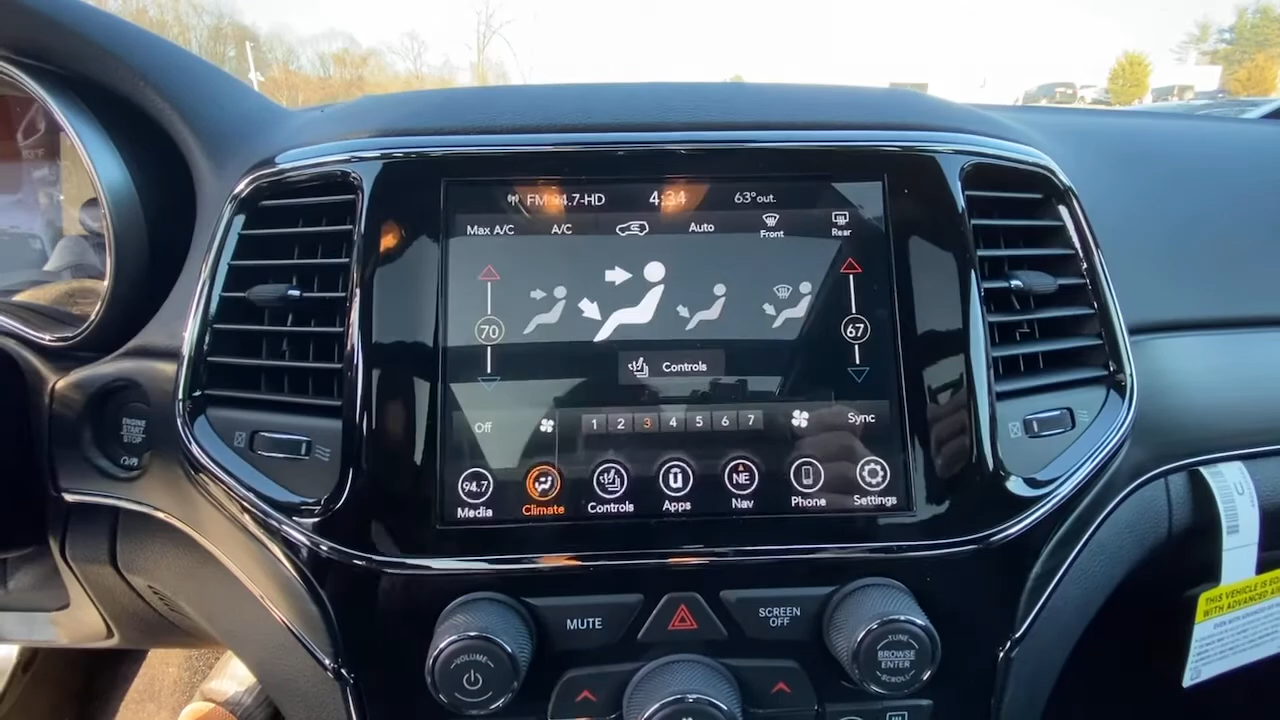 FM 94.7-HD 4:34 63°out.
Max A/C A/C Auto Front Rear
70 67
Controls
Off 1 2 3 4 5 6 7 Sync
94.7 NE
Media Climate Controls Apps Nav Phone Settings
ENGINE
START
STOP
MUTE
SCREEN
OFF
VOLUME
TUNE
BROWSE
ENTER
SCROLL
THIS VEHICLE IS
WITH ADVANCED